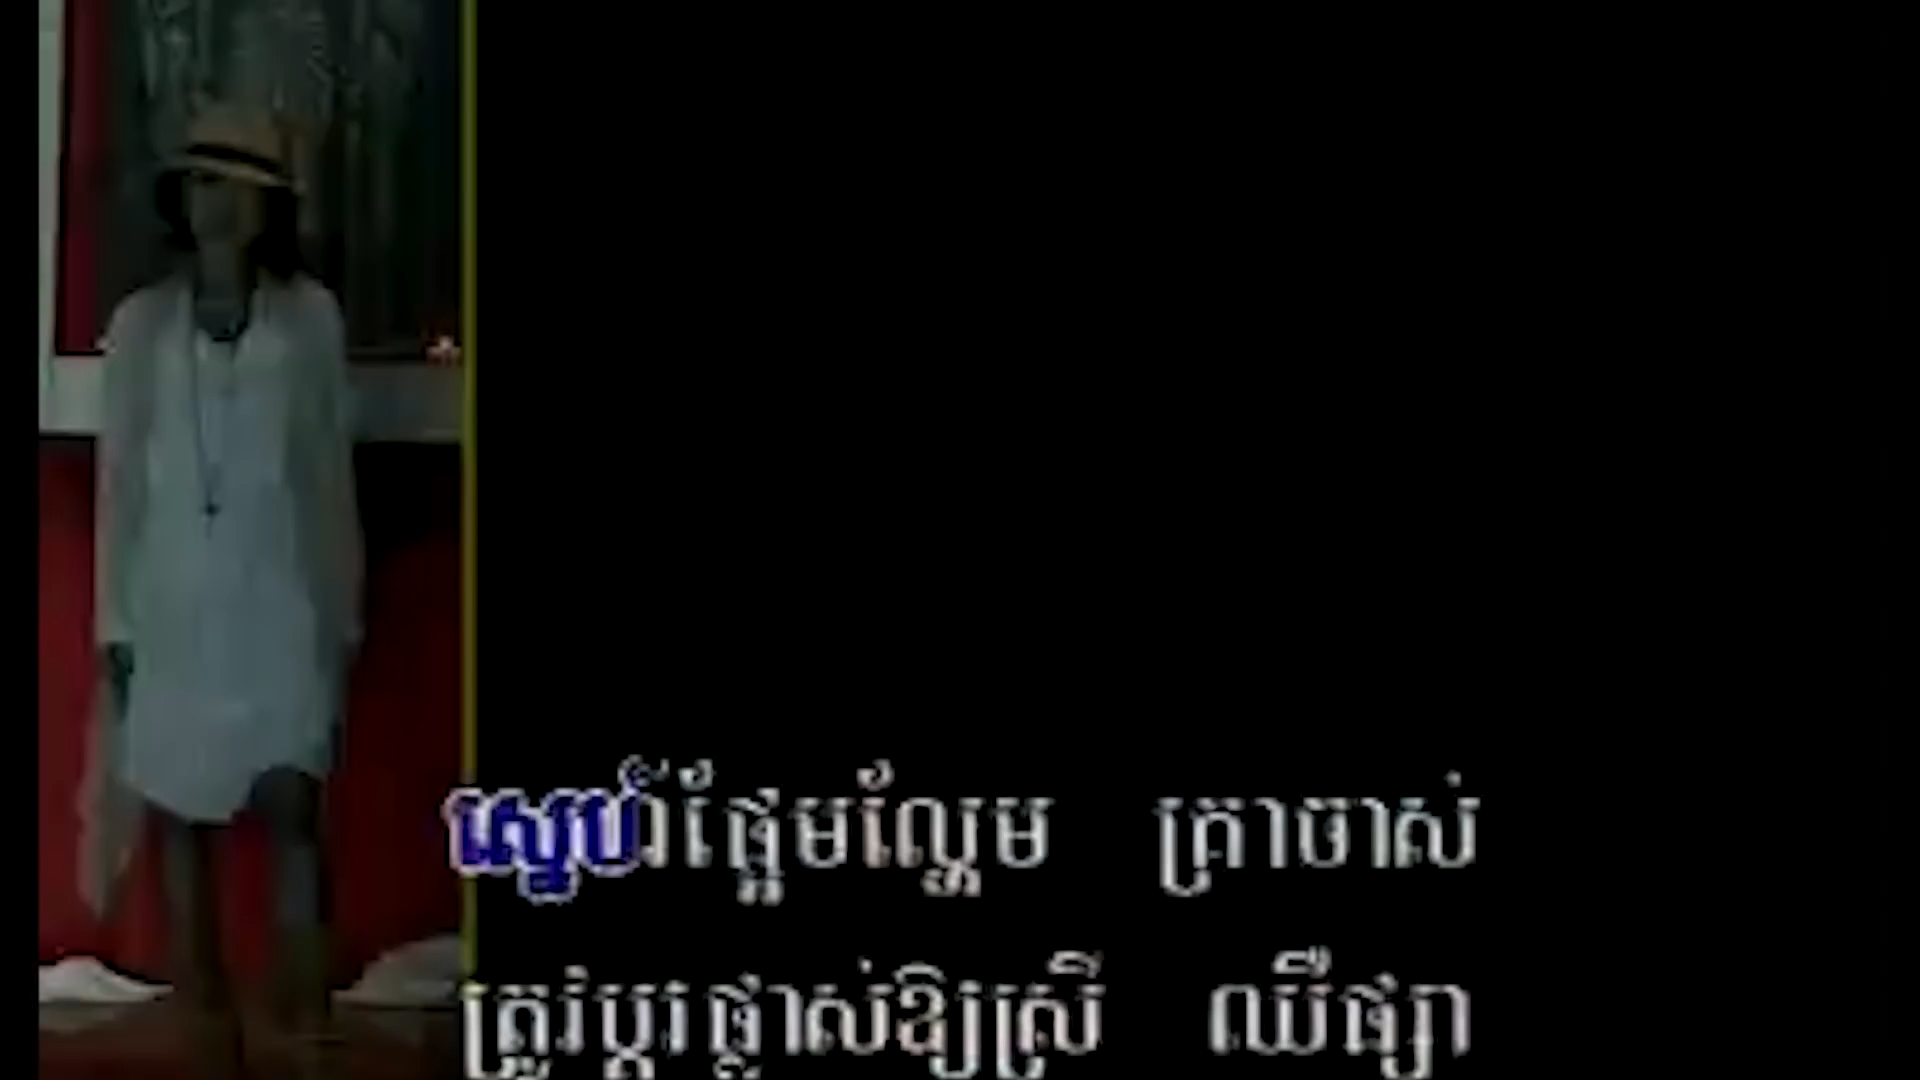 ស្នេហ៍ផ្អែមល្ហែម គ្រាចាស់
ត្រូវប្ដូរផ្លាស់ឱ្យស្រី ឈឺផ្សា